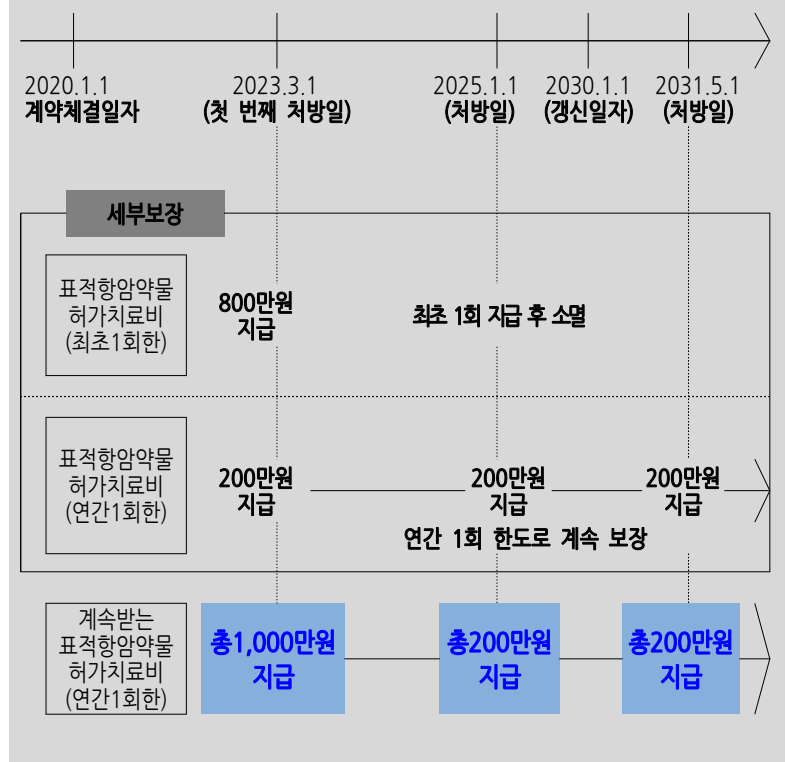 2020.1.1
계약체결일자
2023.3.1
(첫 번째 처방일)
2025.1.1
(처방일)
2030.1.1
(갱신일자)
2031.5.1
(처방일)
세부보장
표적항암약물
허가치료비
(최초1회한)
800만원
지급
최초 1회 지급 후 소멸
표적항암약물
허가치료비
(연간1회한)
200만원
지급
200만원
지급
200만원
지급
연간 1회 한도로 계속 보장
계속받는
표적항암약물
허가치료비
(연간1회한)
총1,000만원
지급
총200만원
지급
총200만원
지급